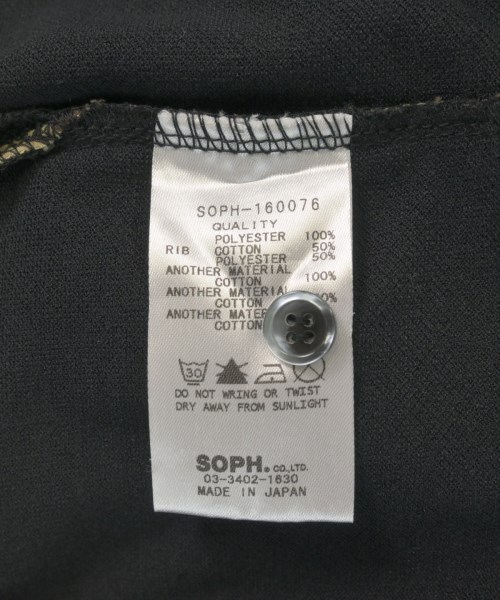 SOPH-160076
QUALITY
POLYESTER 100%
RIB COTTON 50%
POLYESTER 50%
ANOTHER MATERIAL
COTTON 100%
ANOTHER MATERIAL
COTTON
ANOTHER
COTTON
30
DO NOT WRING OR TWIST
DRY AWAY FROM SUNLIGHT
SOPH. CO.,LTD.
03-3402-1630
MADE IN JAPAN